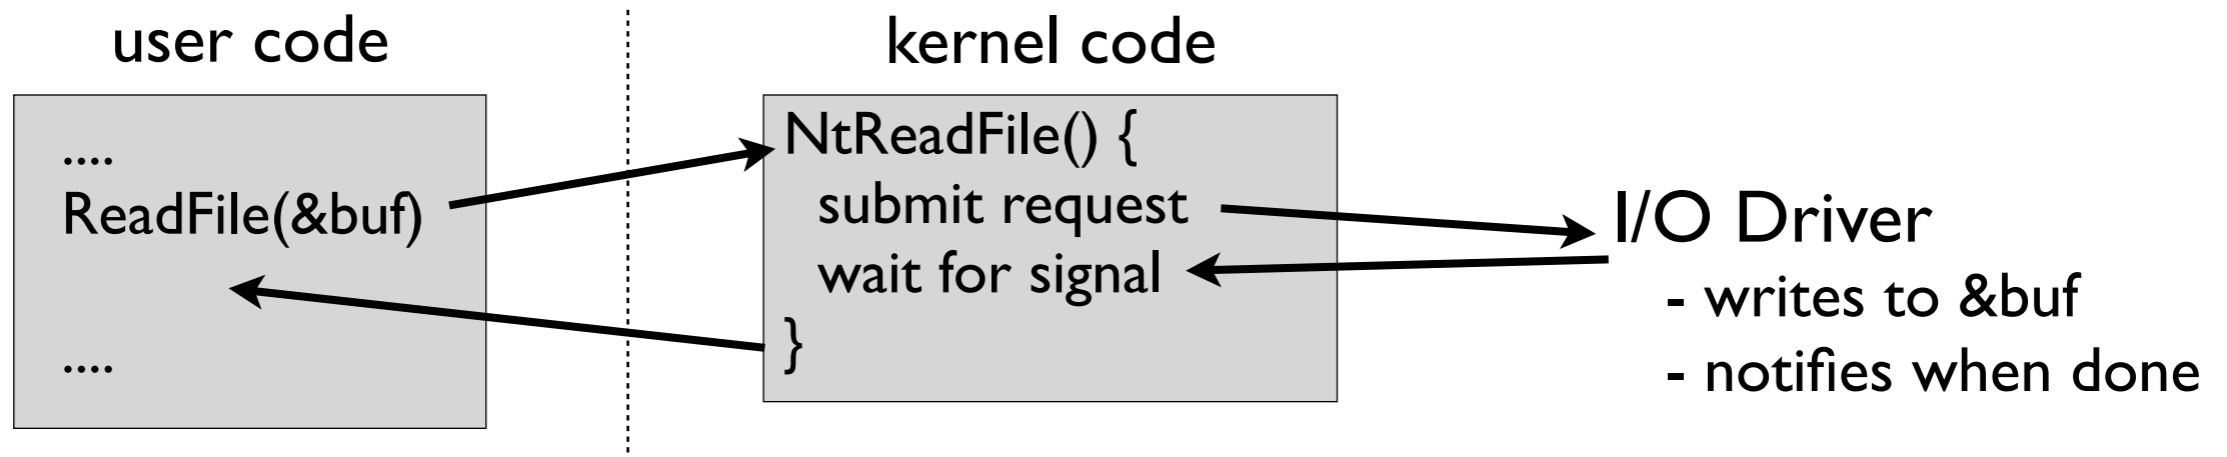 user code
....
ReadFile(&buf)
....
kernel code
NtReadFile() {
submit request
wait for signal
}
I/O Driver
- writes to &buf
- notifies when done